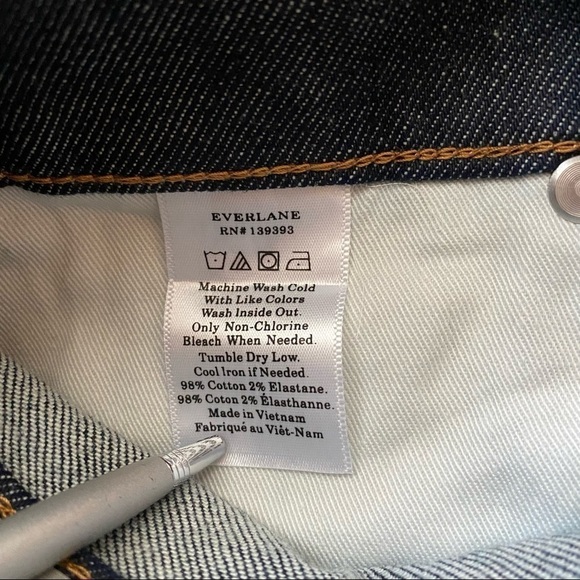 EVERLANE
RN# 139393
Machine Wash Cold
With Like Colors
Wash Inside Out.
Only Non-Chlorine
Bleach When Needed.
Tumble Dry Low.
Cool Iron if Needed.
98% Cotton 2% Elastane.
98% Coton 2% Élasthanne.
Made in Vietnam
Fabriqué au Viêt-Nam